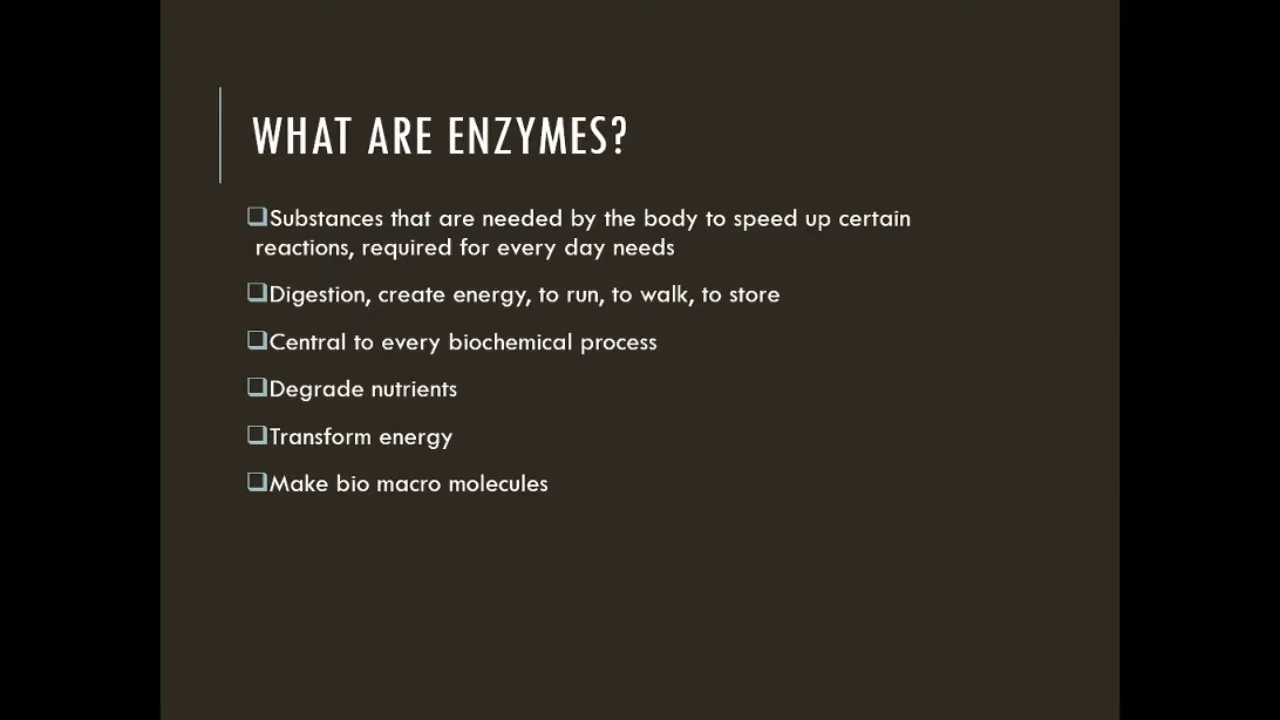 WHAT ARE ENZYMES?
❑Substances that are needed by the body to speed up certain
reactions, required for every day needs
❑Digestion, create energy, to run, to walk, to store
❑Central to every biochemical process
❑Degrade nutrients
❑Transform energy
❑Make bio macro molecules